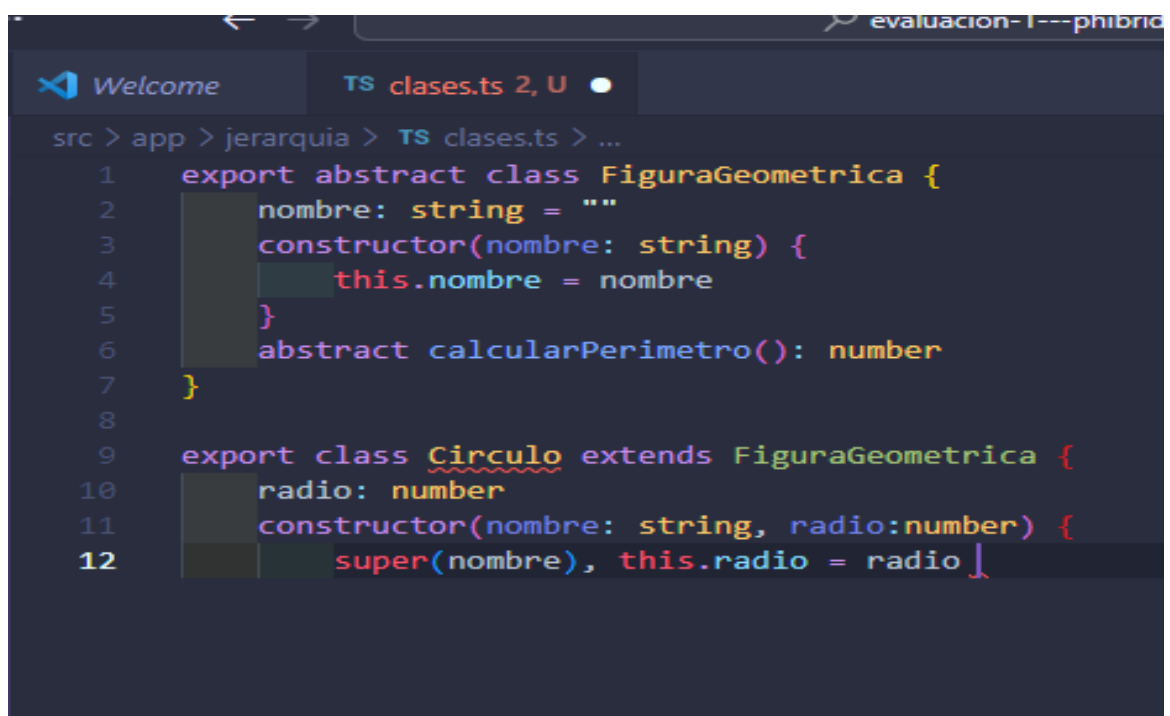 evaluacion-1---phibrid
Welcome
TS clases.ts 2, U
src > app > jerarquia > TS clases.ts > ...
1 export abstract class FiguraGeometrica {
2 nombre: string = ""
3 constructor(nombre: string) {
4 this.nombre = nombre
5 }
6 abstract calcularPerimetro(): number
7 }
8
9 export class Circulo extends FiguraGeometrica {
10 radio: number
11 constructor(nombre: string, radio:number) {
12 super(nombre), this.radio = radio